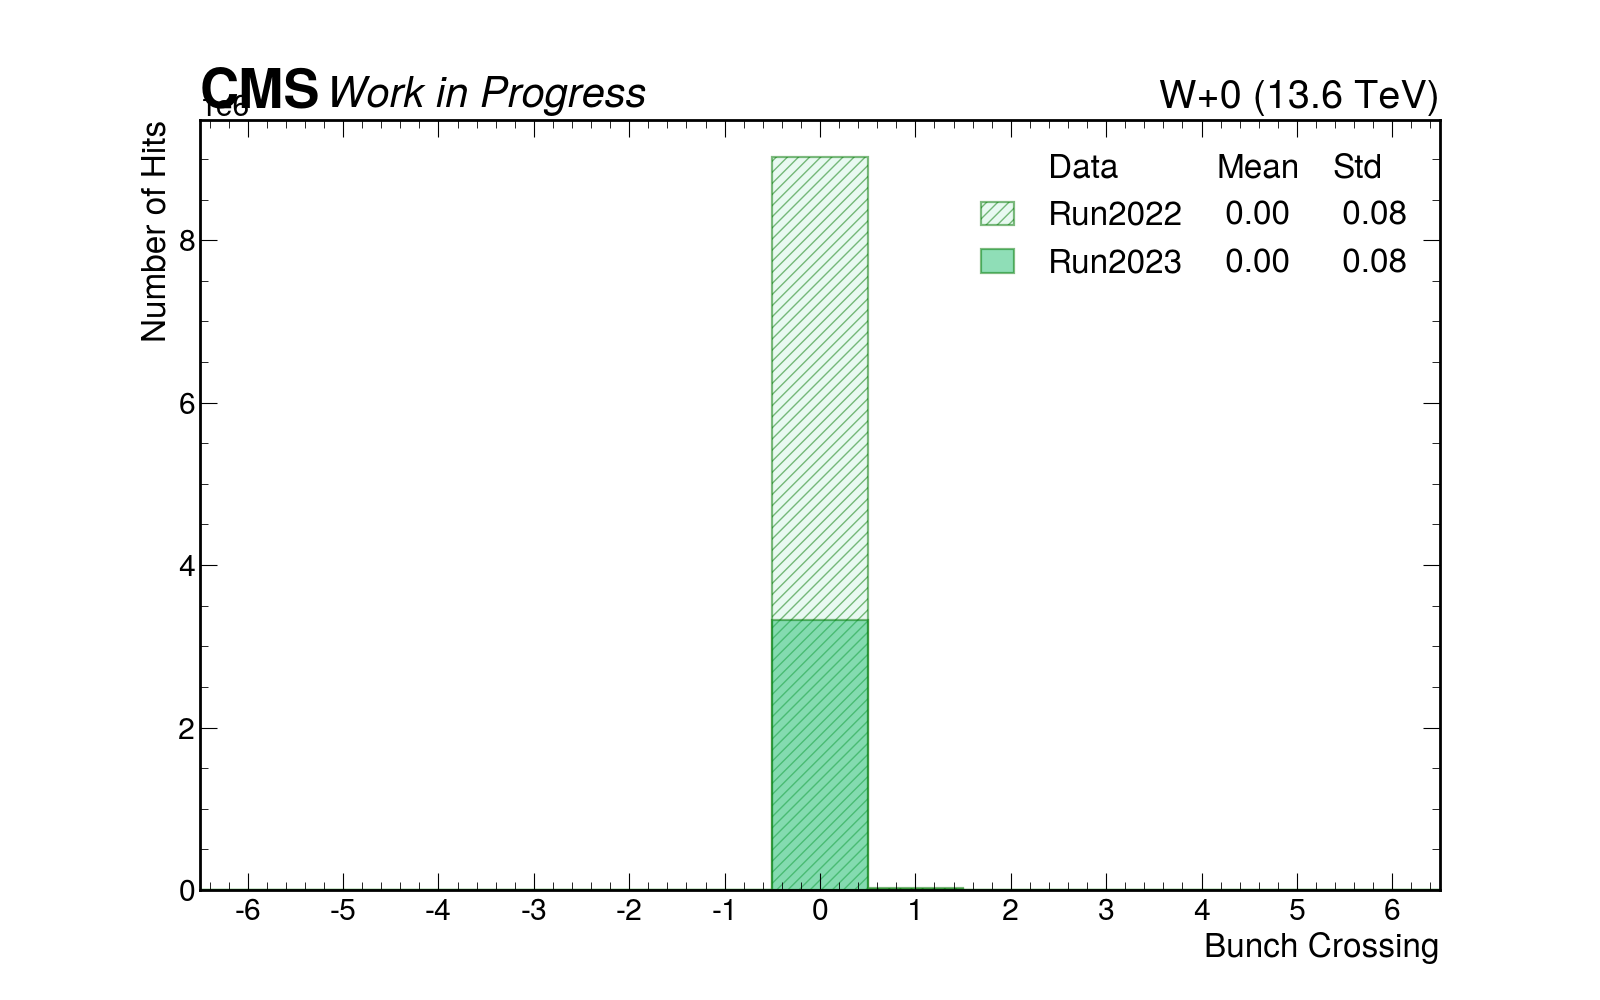 CMS Work in Progress
W+0 (13.6 TeV)
1e6
Number of Hits
Data Mean Std
Run2022 0.00 0.08
Run2023 0.00 0.08
8
6
4
2
0
-6 -5 -4 -3 -2 -1 0 1 2 3 4 5 6
Bunch Crossing